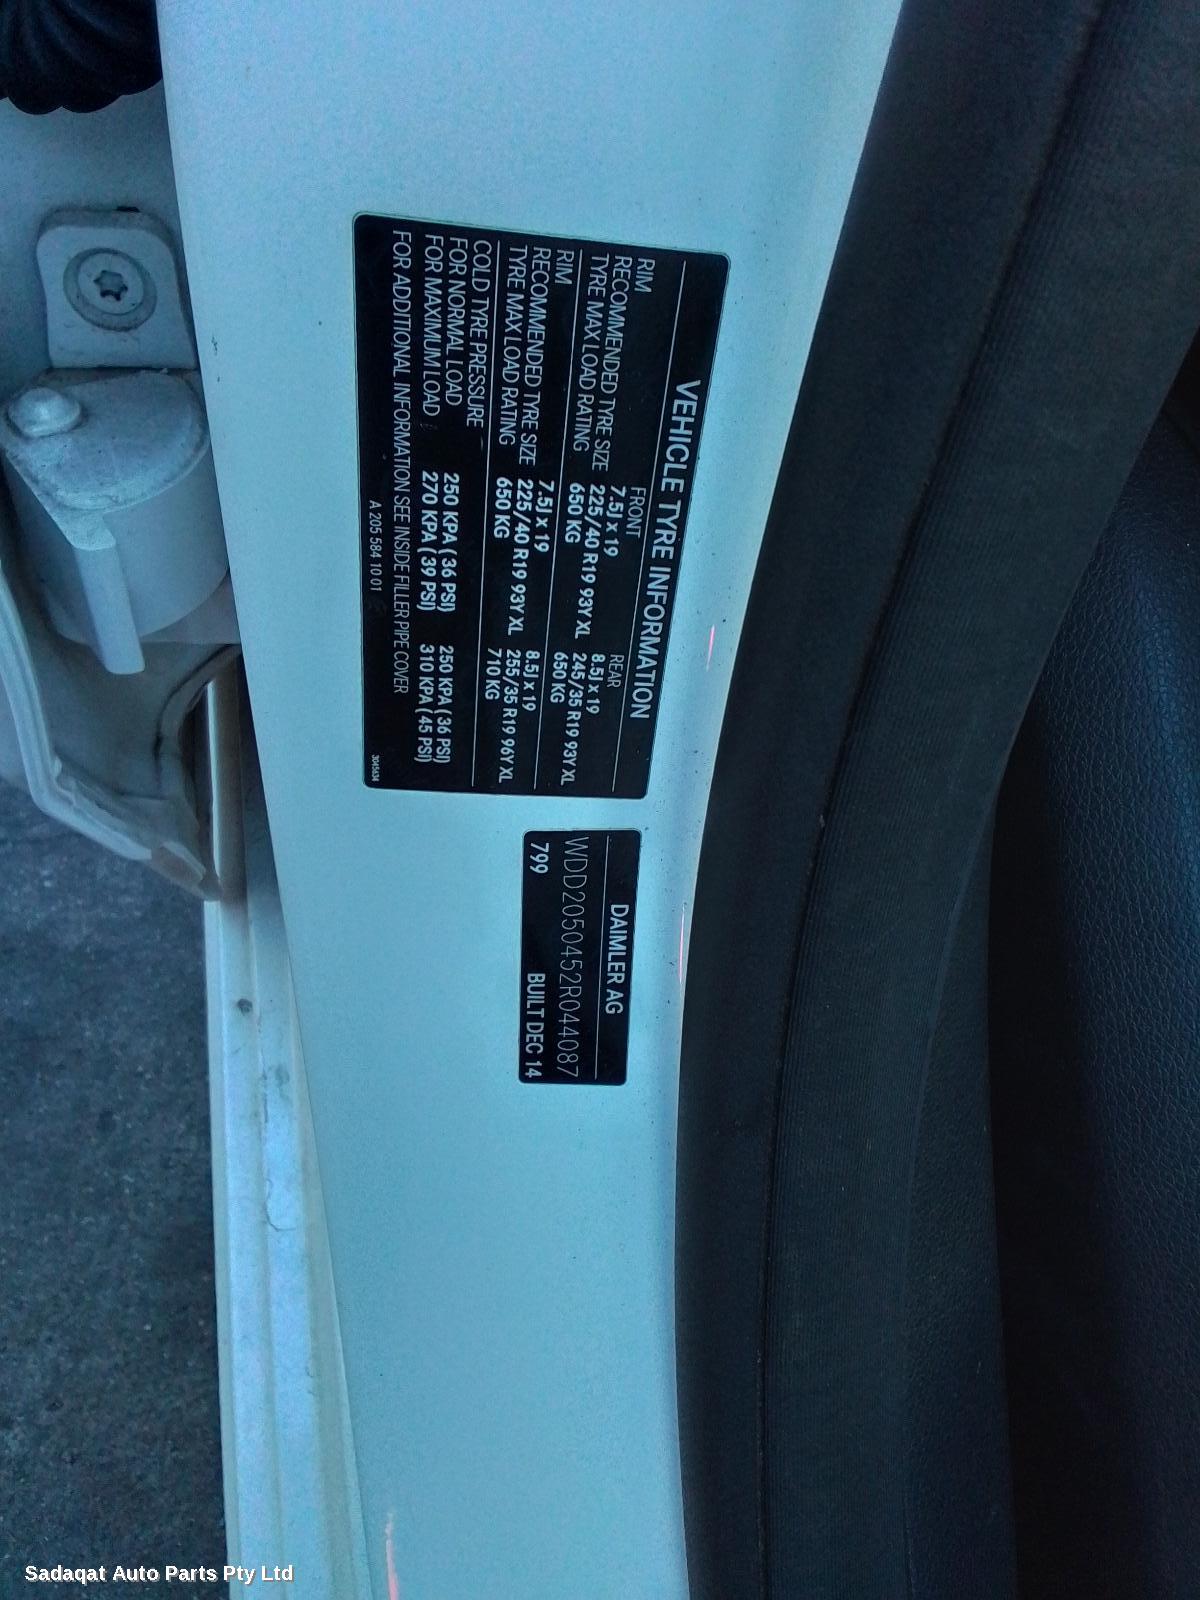 VEHICLE TYRE INFORMATION
FRONT REAR
RIM 7.5J x 19 8.5J x 19
RECOMMENDED TYRE SIZE 225/40 R19 93Y XL 245/35 R19 93Y XL
TYRE MAX LOAD RATING 650 KG 650 KG
RIM 7.5J x 19 8.5J x 19
RECOMMENDED TYRE SIZE 225/40 R19 93Y XL 255/35 R19 96Y XL
TYRE MAX LOAD RATING 650 KG 710 KG
COLD TYRE PRESSURE
FOR NORMAL LOAD 250 KPA (36 PSI) 250 KPA (36 PSI)
FOR MAXIMUM LOAD 270 KPA (39 PSI) 310 KPA (45 PSI)
FOR ADDITIONAL INFORMATION SEE INSIDE FILLER PIPE COVER
A 205 584 10 01
DAIMLER AG
WDD2050452R044087
799 BUILT DEC 14
Sadaqat Auto Parts Pty Ltd